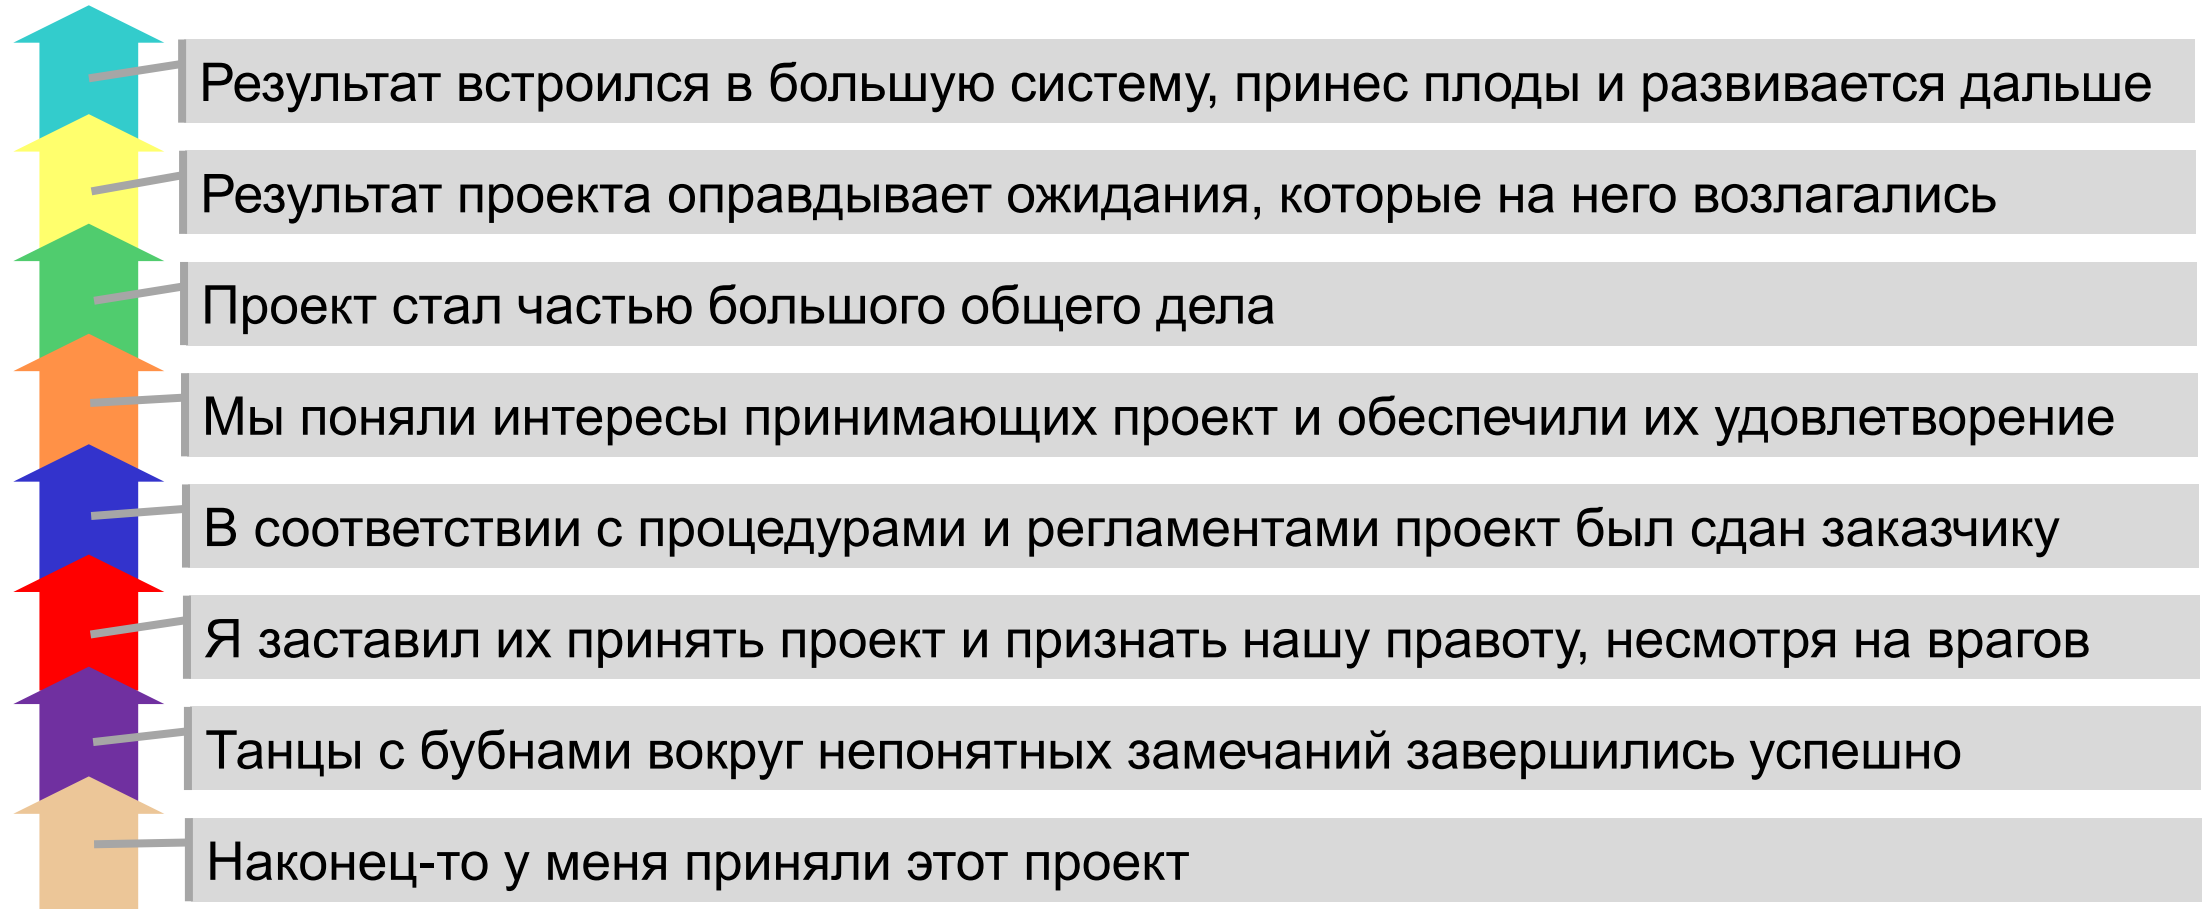 Результат встроился в большую систему, принес плоды и развивается дальше
Результат проекта оправдывает ожидания, которые на него возлагались
Проект стал частью большого общего дела
Мы поняли интересы принимающих проект и обеспечили их удовлетворение
В соответствии с процедурами и регламентами проект был сдан заказчику
Я заставил их принять проект и признать нашу правоту, несмотря на врагов
Танцы с бубнами вокруг непонятных замечаний завершились успешно
Наконец-то у меня приняли этот проект